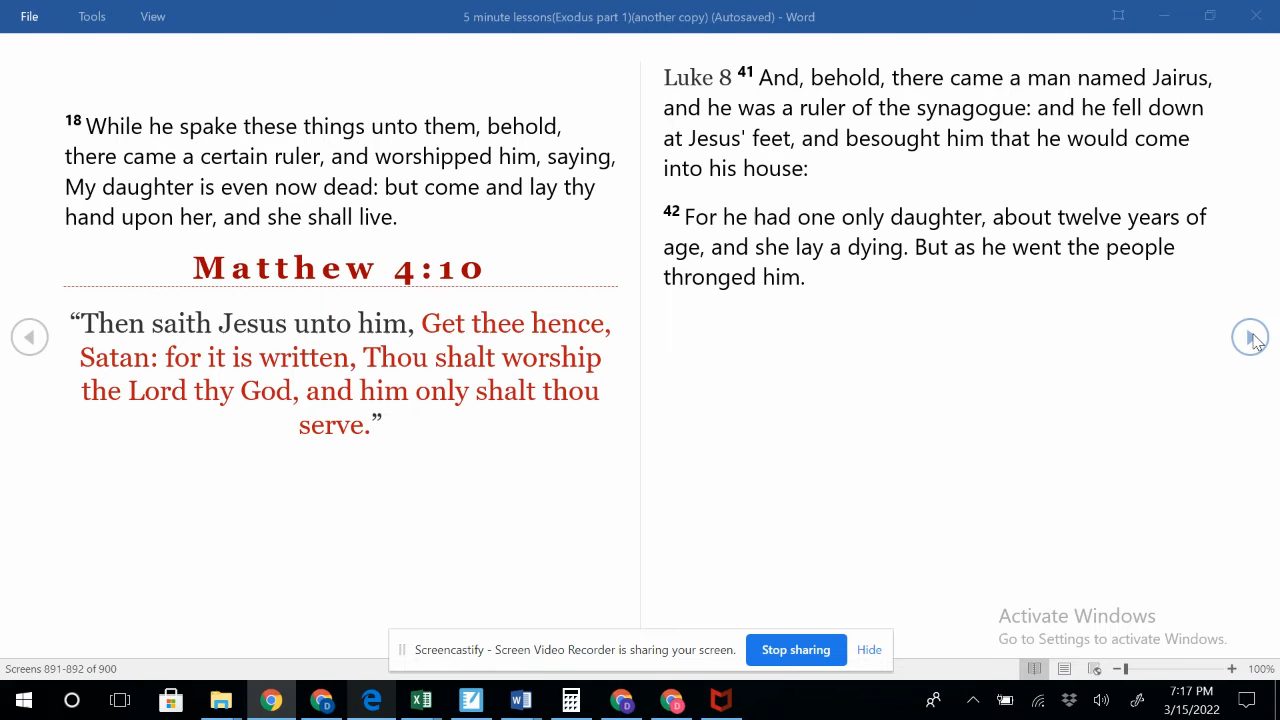 File
Tools
View
5 minute lessons(Exodus part 1)(another copy) (Autosaved) - Word
18 While he spake these things unto them, behold,
there came a certain ruler, and worshipped him, saying,
My daughter is even now dead: but come and lay thy
hand upon her, and she shall live.
Matthew 4:10
“Then saith Jesus unto him, Get thee hence,
Satan: for it is written, Thou shalt worship
the Lord thy God, and him only shalt thou
serve.”
Luke 8 41 And, behold, there came a man named Jairus,
and he was a ruler of the synagogue: and he fell down
at Jesus' feet, and besought him that he would come
into his house:
42 For he had one only daughter, about twelve years of
age, and she lay a dying. But as he went the people
thronged him.
Activate Windows
Go to Settings to activate Windows.
Screencastify - Screen Video Recorder is sharing your screen.
Stop sharing
Hide
Screens 891-892 of 900
100%
7:17 PM
3/15/2022